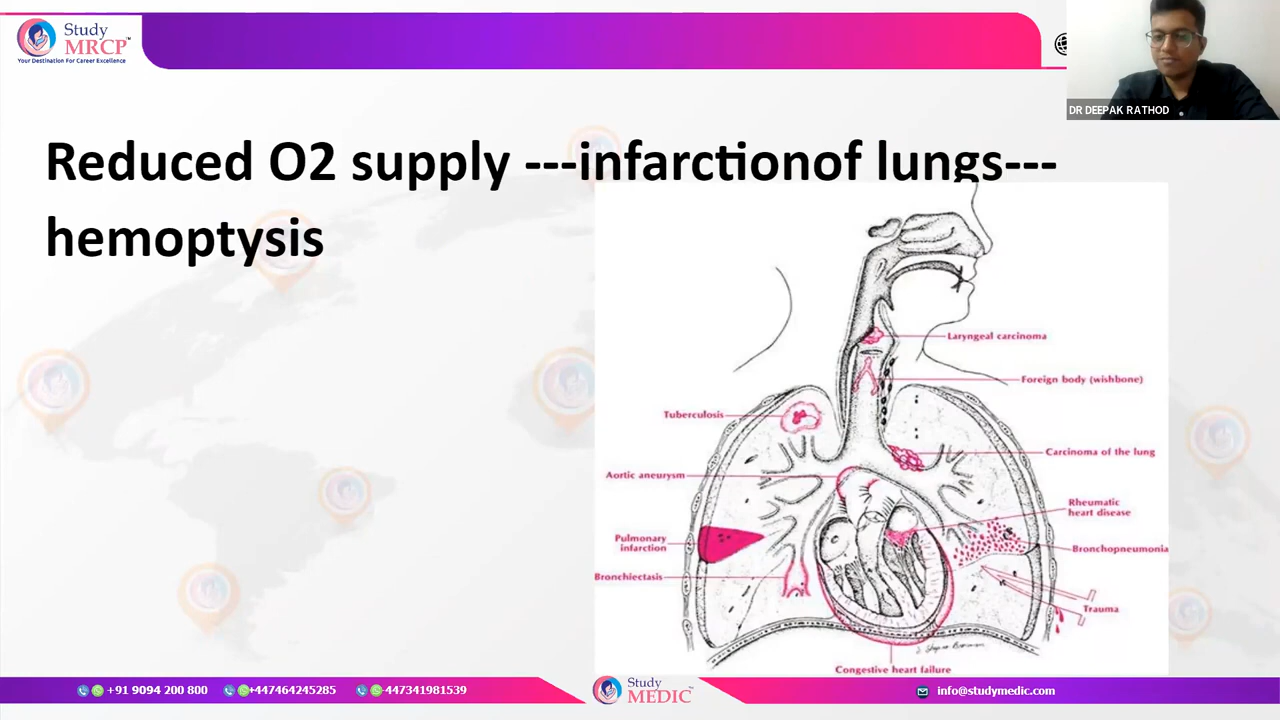 Study
MRCP™
Your Destination For Career Excellence
DR DEEPAK RATHOD
Reduced O2 supply ---infarctionof lungs---
hemoptysis
Laryngeal carcinoma
Foreign body (wishbone)
Tuberculosis
Carcinoma of the lung
Aortic aneurysm
Rheumatic
heart disease
Pulmonary
infarction
Bronchopneumonia
Bronchiectasis
Trauma
Congestive heart failure
+91 9094 200 800
+447464245285
447341981539
Study
MEDIC™
info@studymedic.com